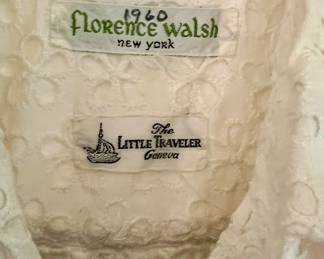 1960
florence walsh
new york
The
LITTLE TRAVELER
Geneva